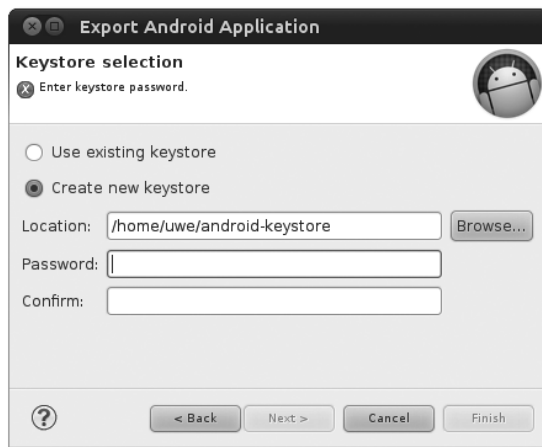 Export Android Application
Keystore selection
Enter keystore password.
Use existing keystore
Create new keystore
Location: /home/uwe/android-keystore Browse...
Password:
Confirm:
? < Back Next > Cancel Finish